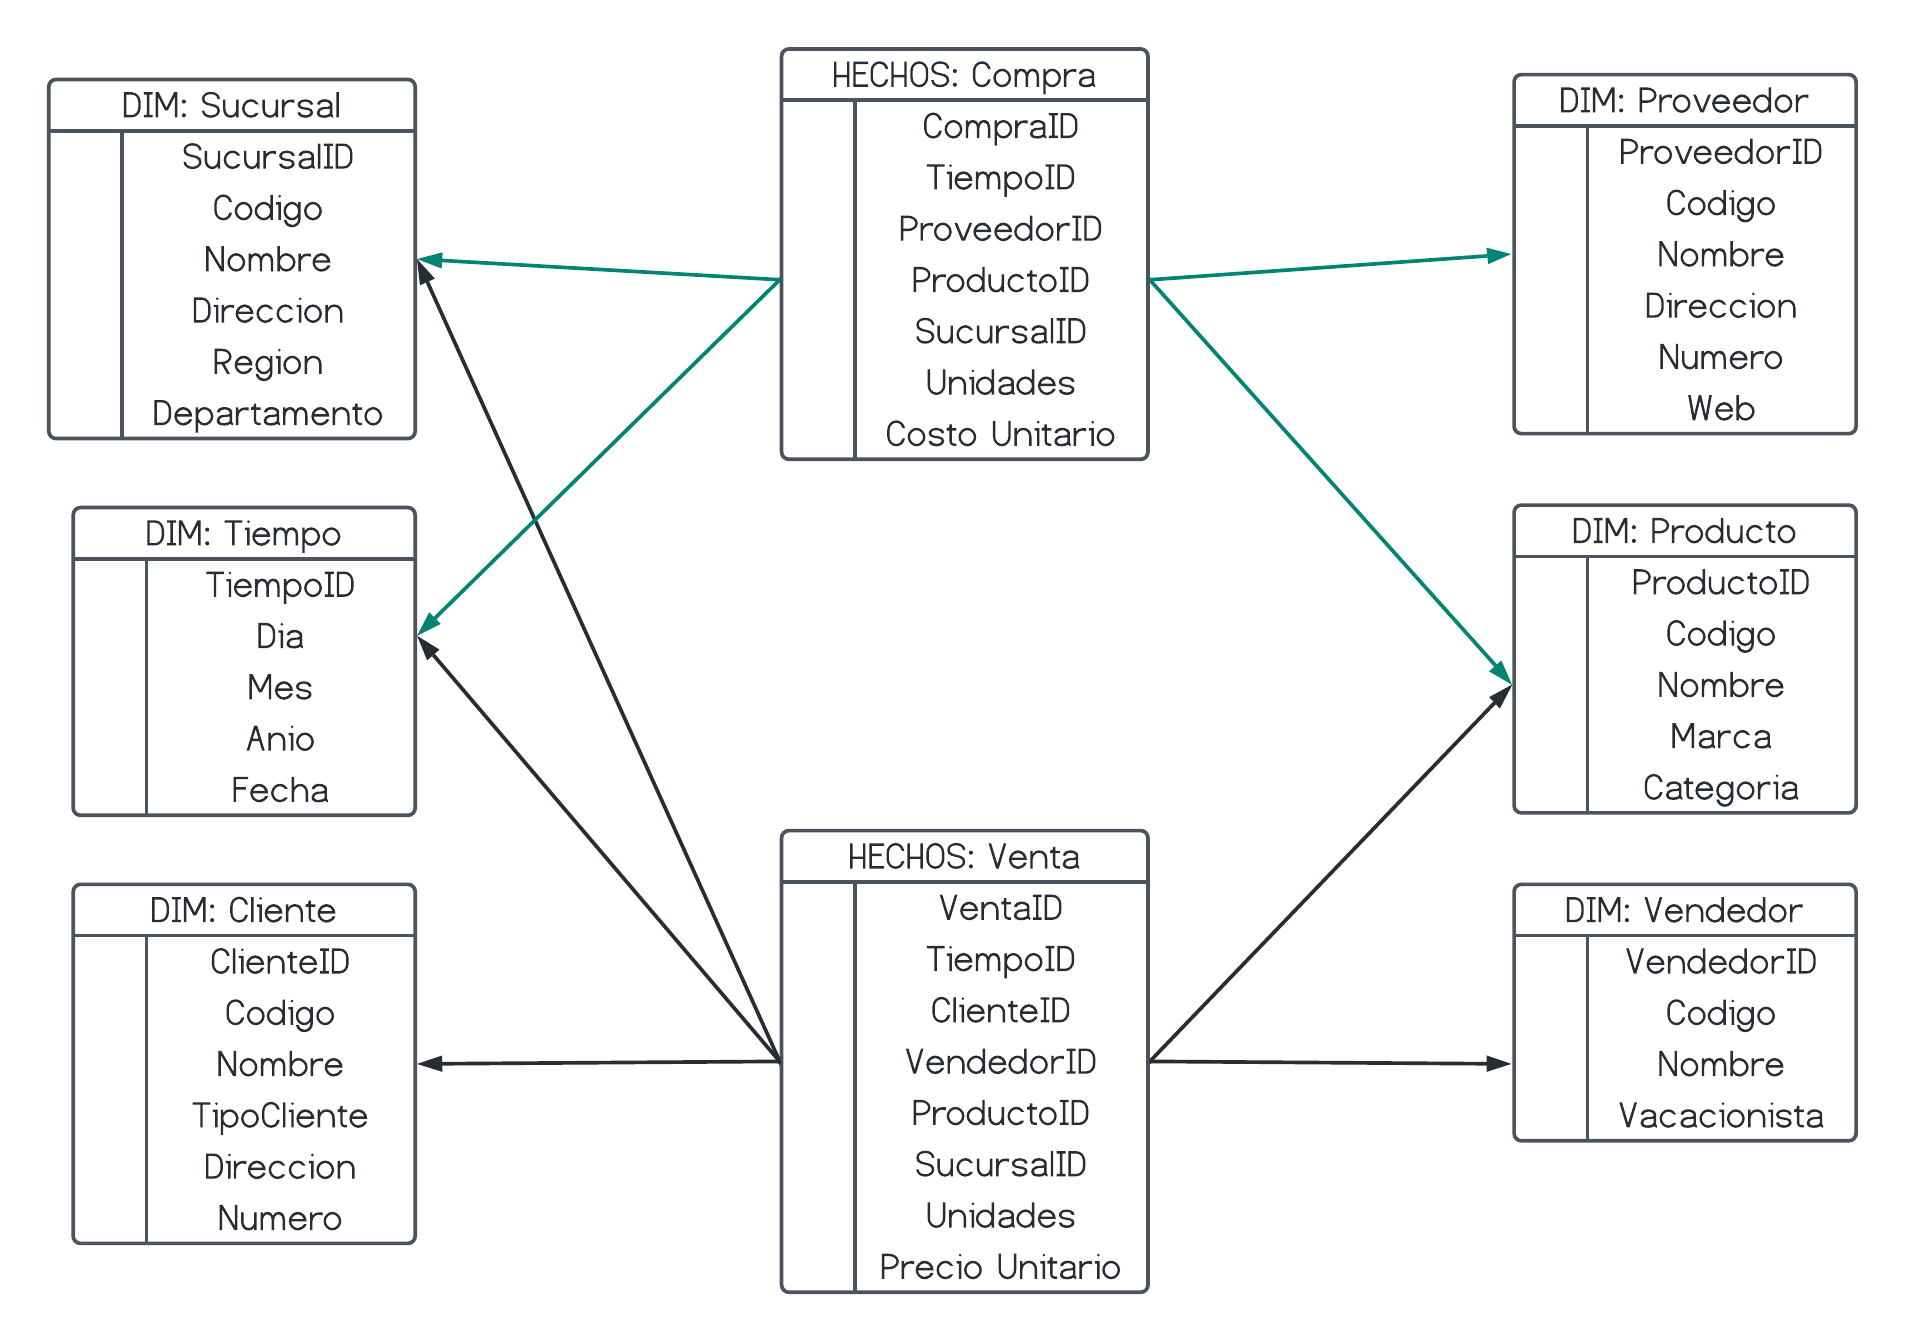 DIM: Sucursal
SucursalID
Codigo
Nombre
Direccion
Region
Departamento
HECHOS: Compra
CompraID
TiempoID
ProveedorID
ProductoID
SucursalID
Unidades
Costo Unitario
DIM: Proveedor
ProveedorID
Codigo
Nombre
Direccion
Numero
Web
DIM: Tiempo
TiempoID
Dia
Mes
Anio
Fecha
DIM: Producto
ProductoID
Codigo
Nombre
Marca
Categoria
DIM: Cliente
ClienteID
Codigo
Nombre
TipoCliente
Direccion
Numero
HECHOS: Venta
VentaID
TiempoID
ClienteID
VendedorID
ProductoID
SucursalID
Unidades
Precio Unitario
DIM: Vendedor
VendedorID
Codigo
Nombre
Vacacionista